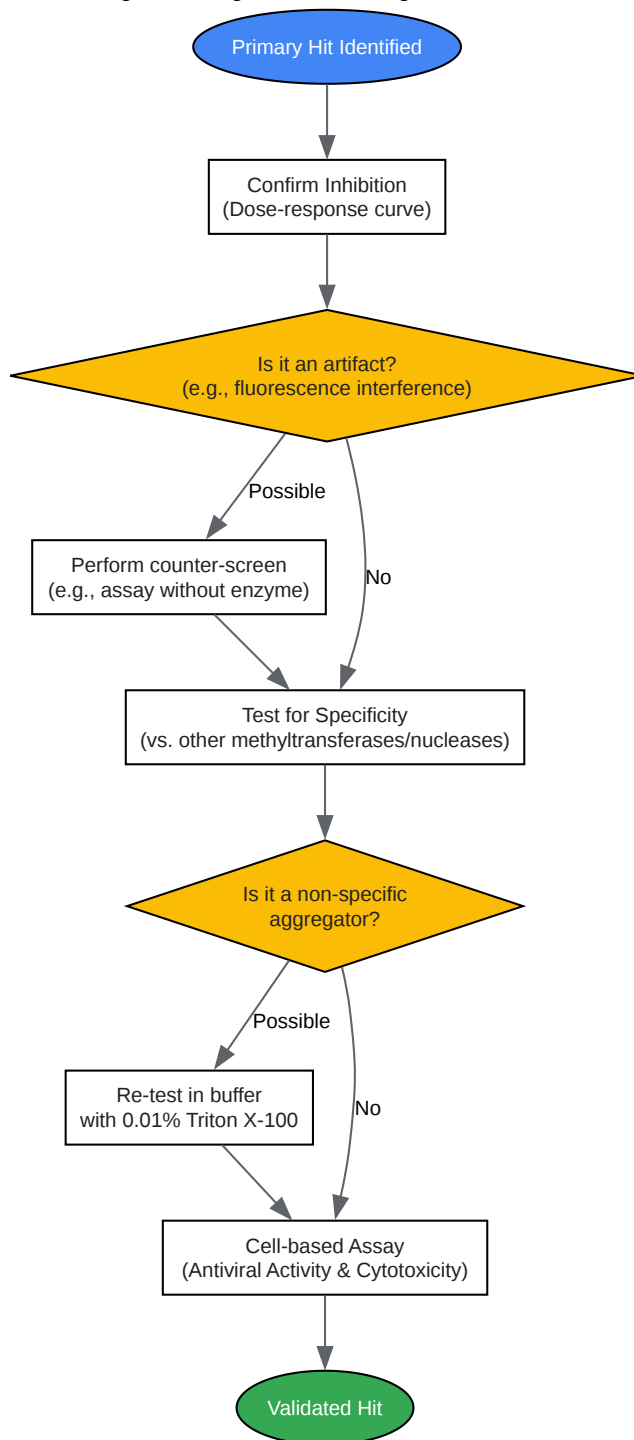 Primary Hit Identified
Confirm Inhibition
(Dose-response curve)
Is it an artifact?
(e.g., fluorescence interference)
Possible
No
Perform counter-screen
(e.g., assay without enzyme)
Test for Specificity
(vs. other methyltransferases/nucleases)
Is it a non-specific
aggregator?
Possible
No
Re-test in buffer
with 0.01% Triton X-100
Cell-based Assay
(Antiviral Activity & Cytotoxicity)
Validated Hit